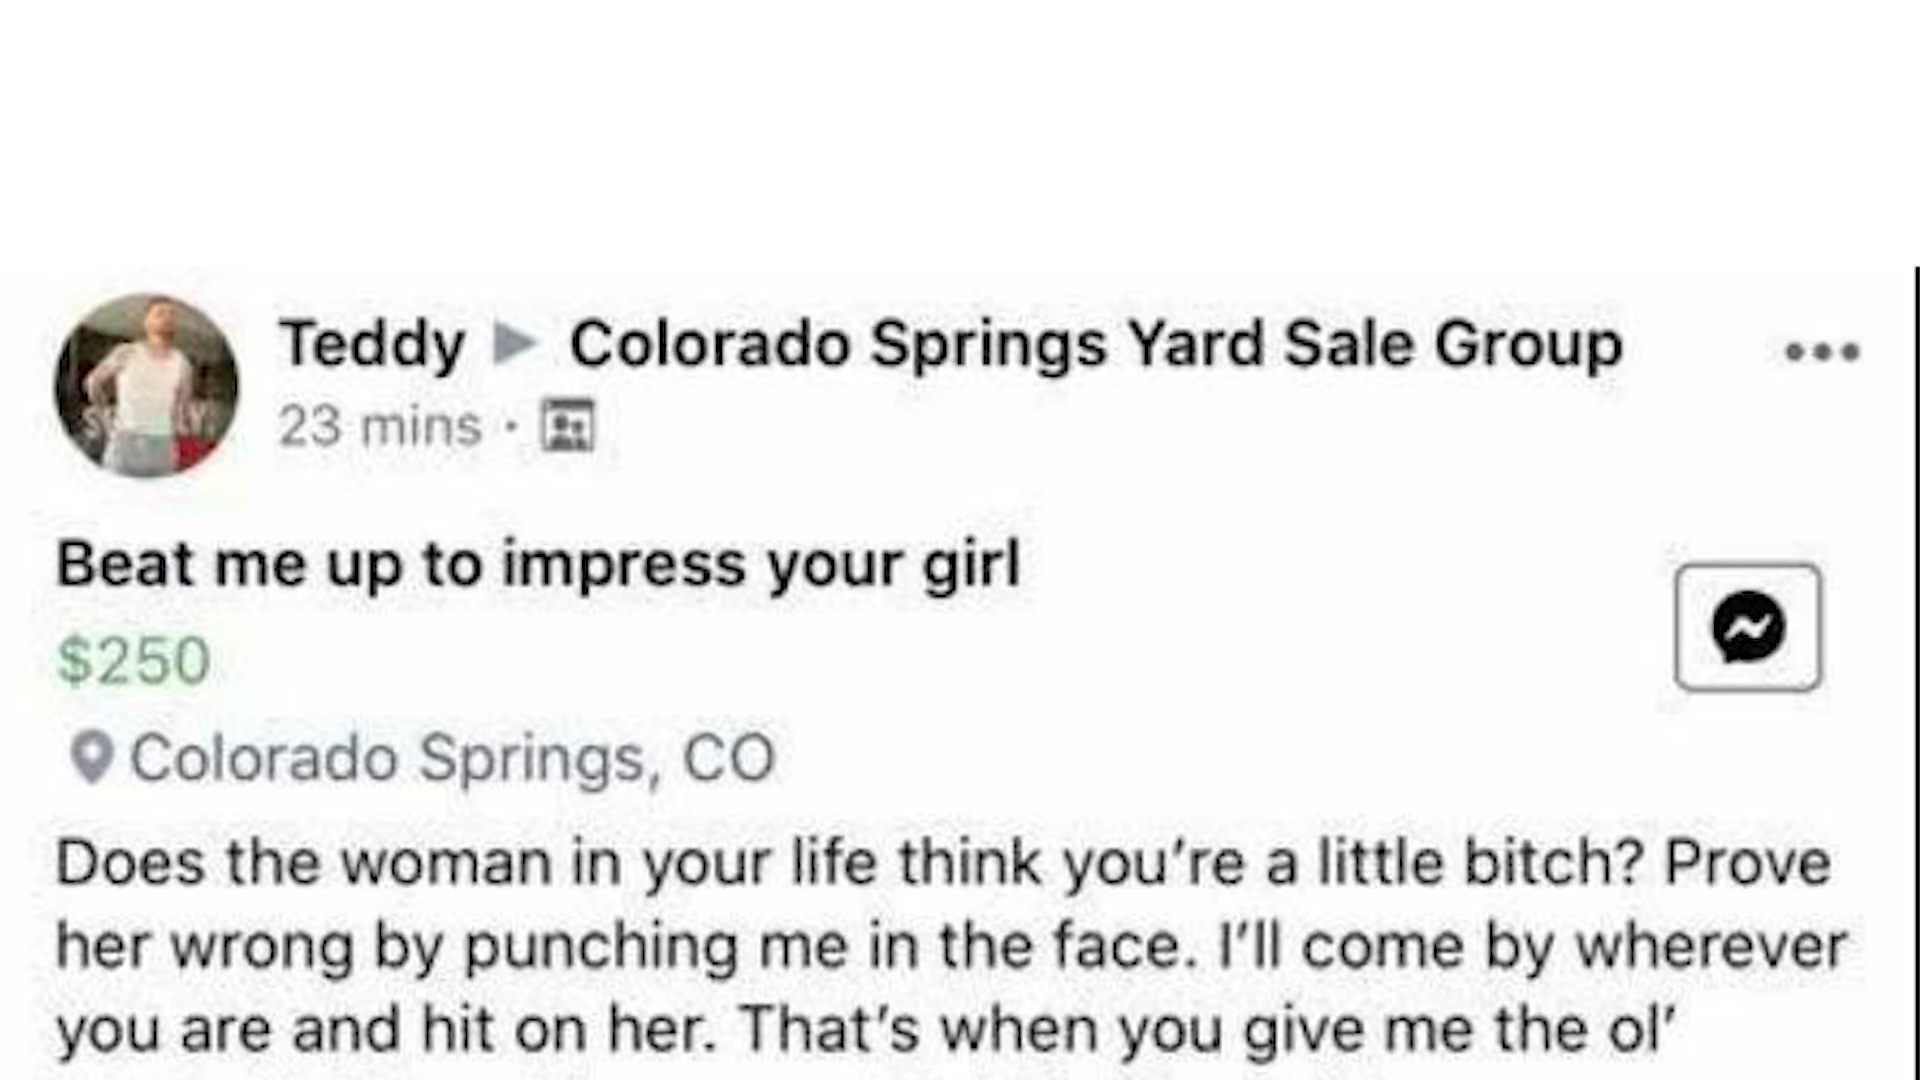 Teddy ▶ Colorado Springs Yard Sale Group
23 mins ·
Beat me up to impress your girl
$250
Colorado Springs, CO
Does the woman in your life think you're a little bitch? Prove
her wrong by punching me in the face. I'll come by wherever
you are and hit on her. That's when you give me the ol'